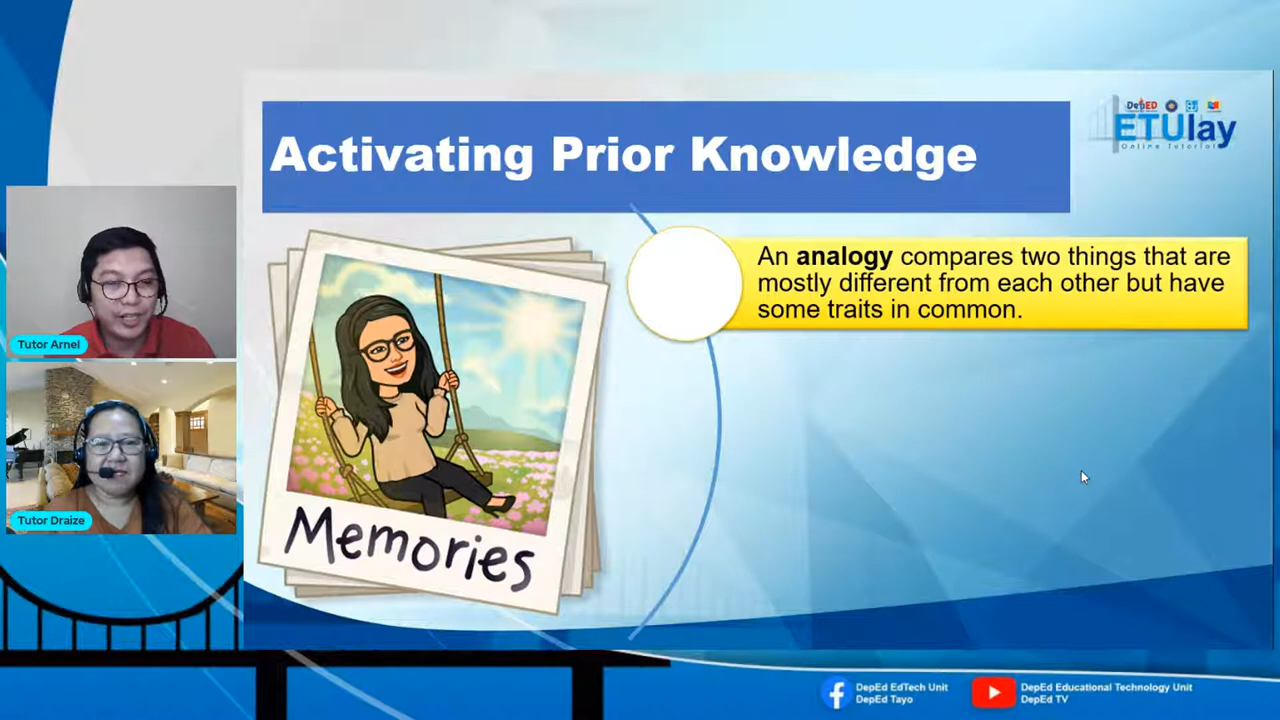 Activating Prior Knowledge
DepED
ETUlay
Online Tutorial
An analogy compares two things that are
mostly different from each other but have
some traits in common.
Memories
Tutor Arnel
Tutor Draize
DepEd EdTech Unit
DepEd Tayo
DepEd Educational Technology Unit
DepEd TV